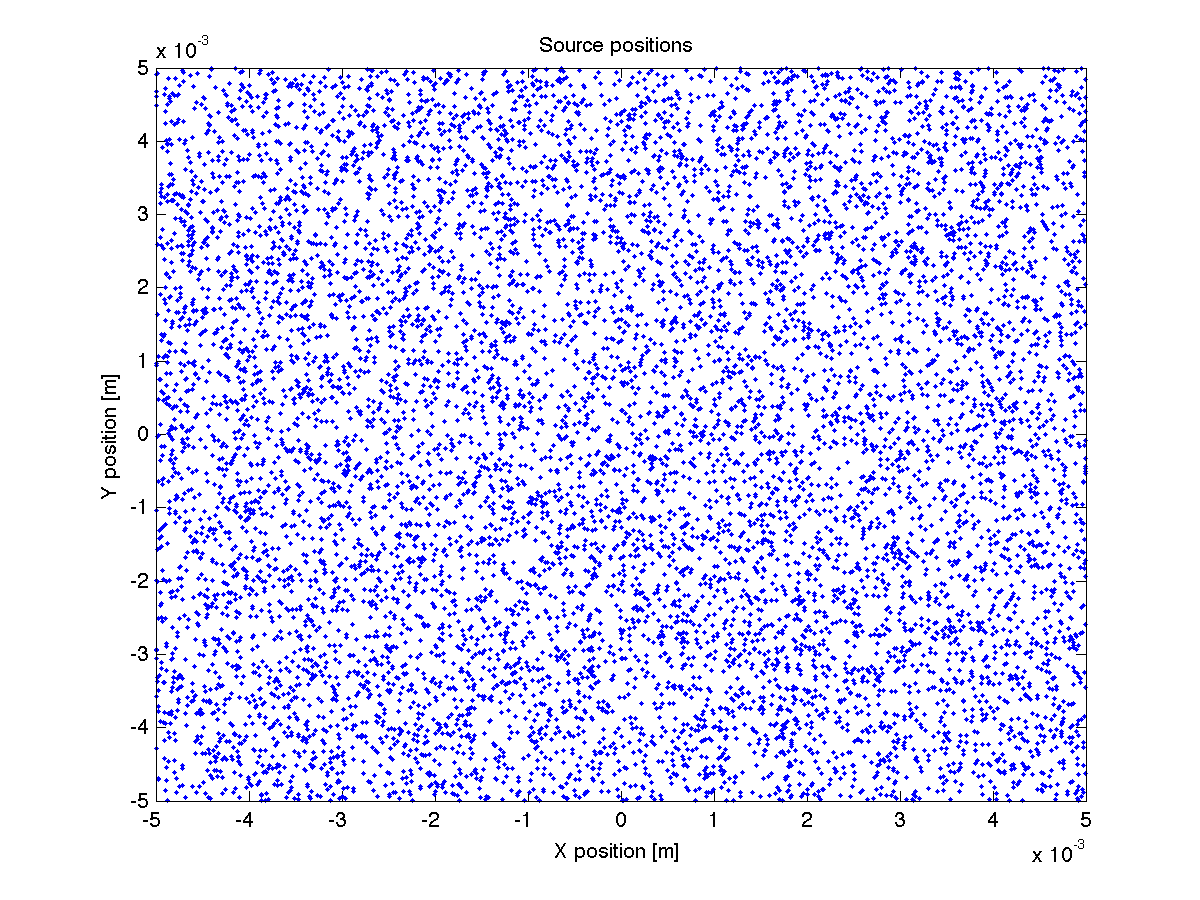 Source positions
x 10-3
5
4
3
2
1
0
-1
-2
-3
-4
-5
Y position [m]
-5 -4 -3 -2 -1 0 1 2 3 4 5
X position [m]
x 10-3